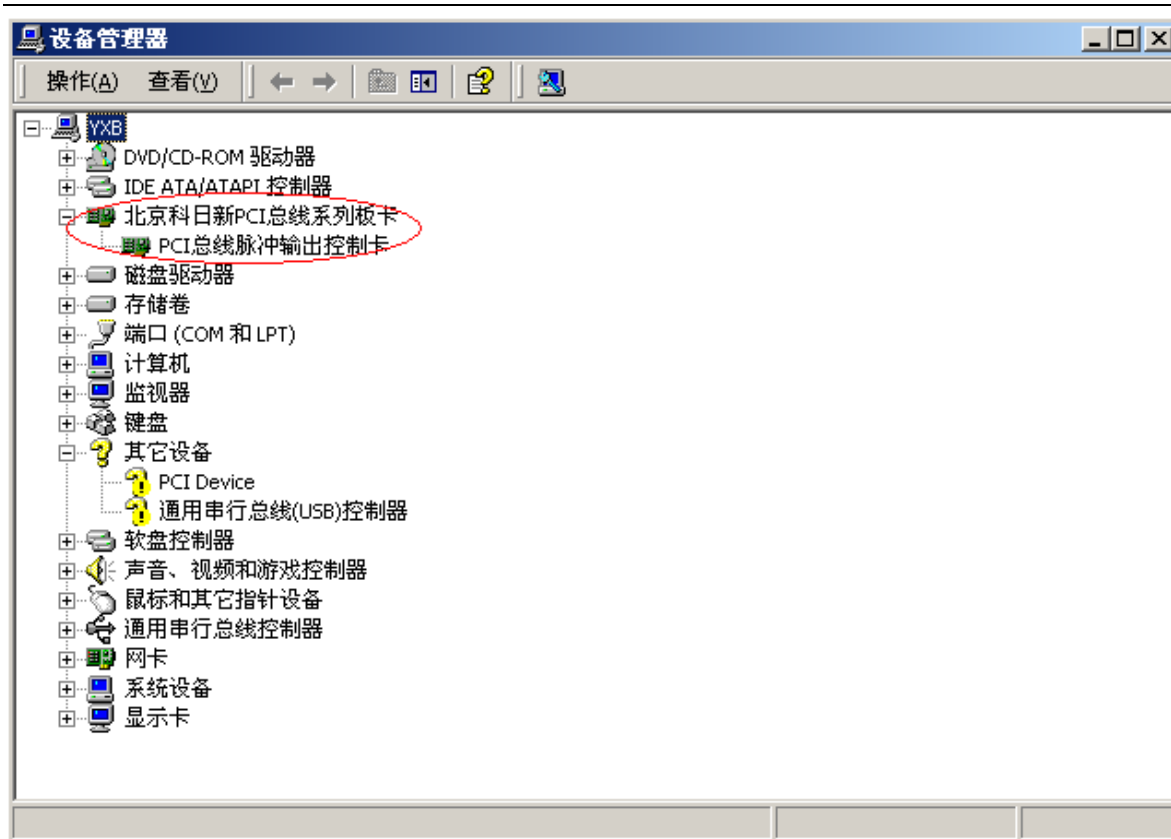 设备管理器
操作(A) 查看(V)
YXB
DVD/CD-ROM 驱动器
IDE ATA/ATAPI 控制器
北京科日新PCI总线系列板卡
PCI总线脉冲输出控制卡
磁盘驱动器
存储卷
端口 (COM 和 LPT)
计算机
监视器
键盘
其它设备
PCI Device
通用串行总线(USB)控制器
软盘控制器
声音、视频和游戏控制器
鼠标和其它指针设备
通用串行总线控制器
网卡
系统设备
显示卡